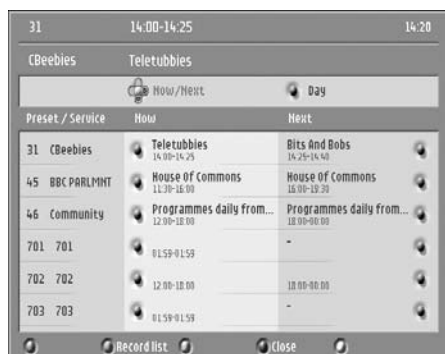 31 14:00-14:25 14:20
CBeebies Teletubbies
Now/Next Day
Preset / Service Now Next
31 CBeebies Teletubbies Bits And Bobs
14:00-14:25 14:25-14:40
45 BBC PARLMNT House Of Commons House Of Commons
11:30-16:00 16:00-19:30
46 Community Programmes daily from... Programmes daily from...
12:00-18:00 18:00-00:00
701 701 -
01:59-01:59
702 702
12:00-18:00 18:00-00:00
703 703 -
01:59-01:59
Record list Close